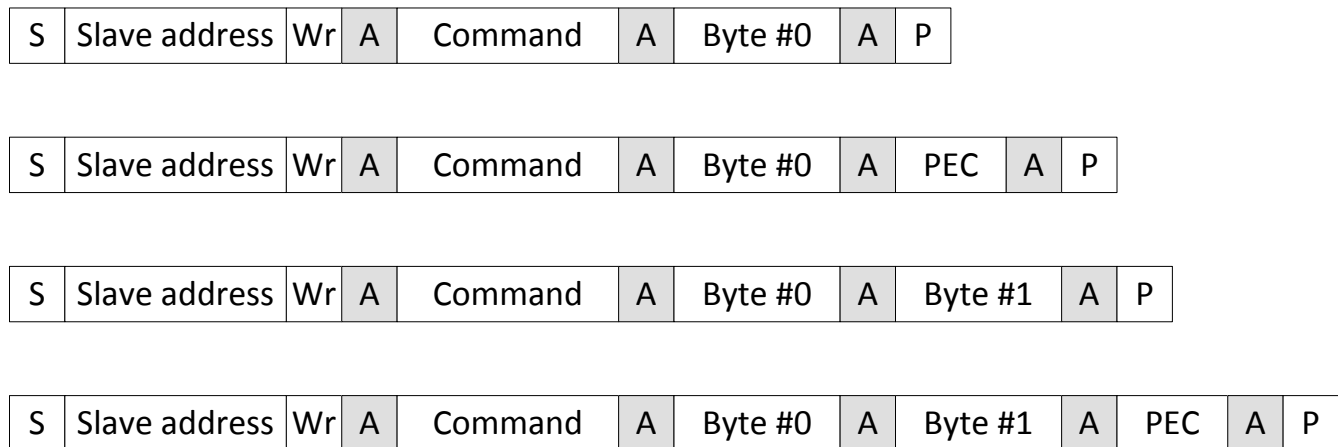 S Slave address Wr A Command A Byte #0 A P
S Slave address Wr A Command A Byte #0 A PEC A P
S Slave address Wr A Command A Byte #0 A Byte #1 A P
S Slave address Wr A Command A Byte #0 A Byte #1 A PEC A P